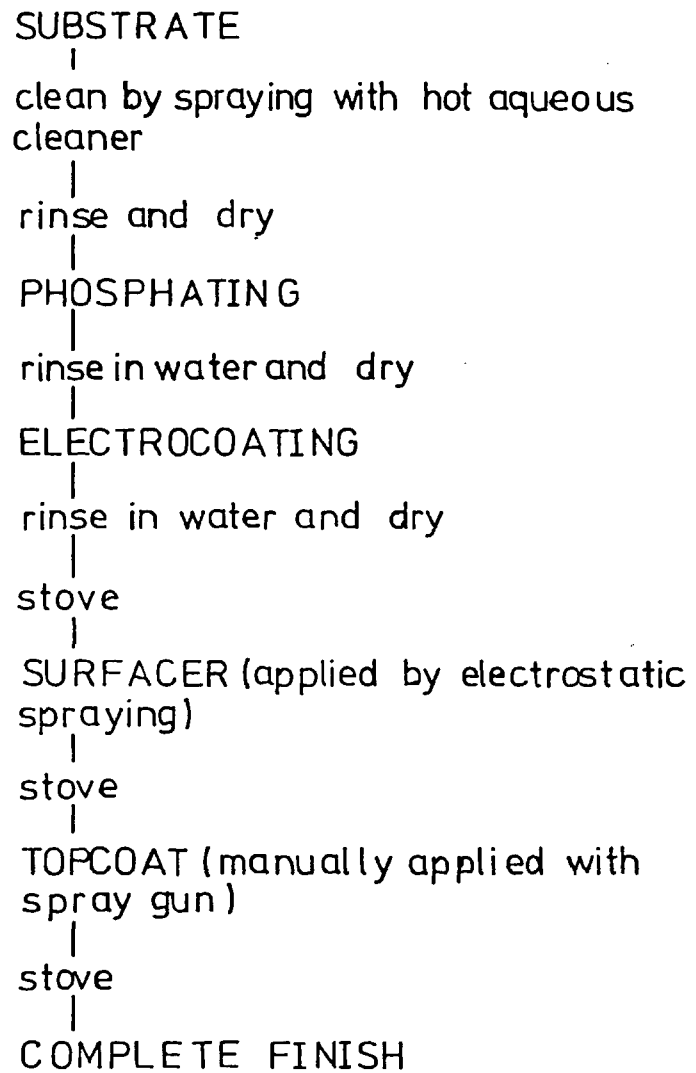 SUBSTRATE
clean by spraying with hot aqueous
cleaner
rinse and dry
PHOSPHATING
rinse in water and dry
ELECTROCOATING
rinse in water and dry
stove
SURFACER (applied by electrostatic
spraying)
stove
TOPCOAT (manually applied with
spray gun)
stove
COMPLETE FINISH